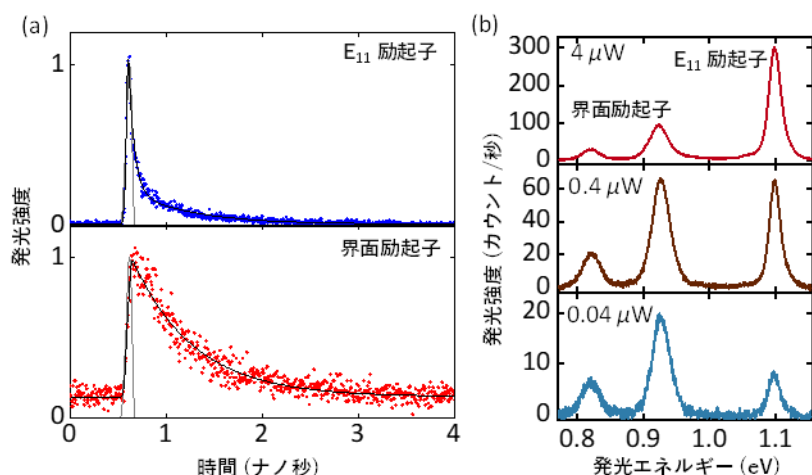 (a)
E11 励起子
1
0
発光強度
界面励起子
1
0
0 1 2 3 4
時間 (ナノ秒)
(b)
4 μW
E11 励起子
界面励起子
300
200
100
0
0.4 μW
60
40
20
0
発光強度 (カウント/秒)
0.04 μW
20
10
0
0.8 0.9 1.0 1.1
発光エネルギー (eV)